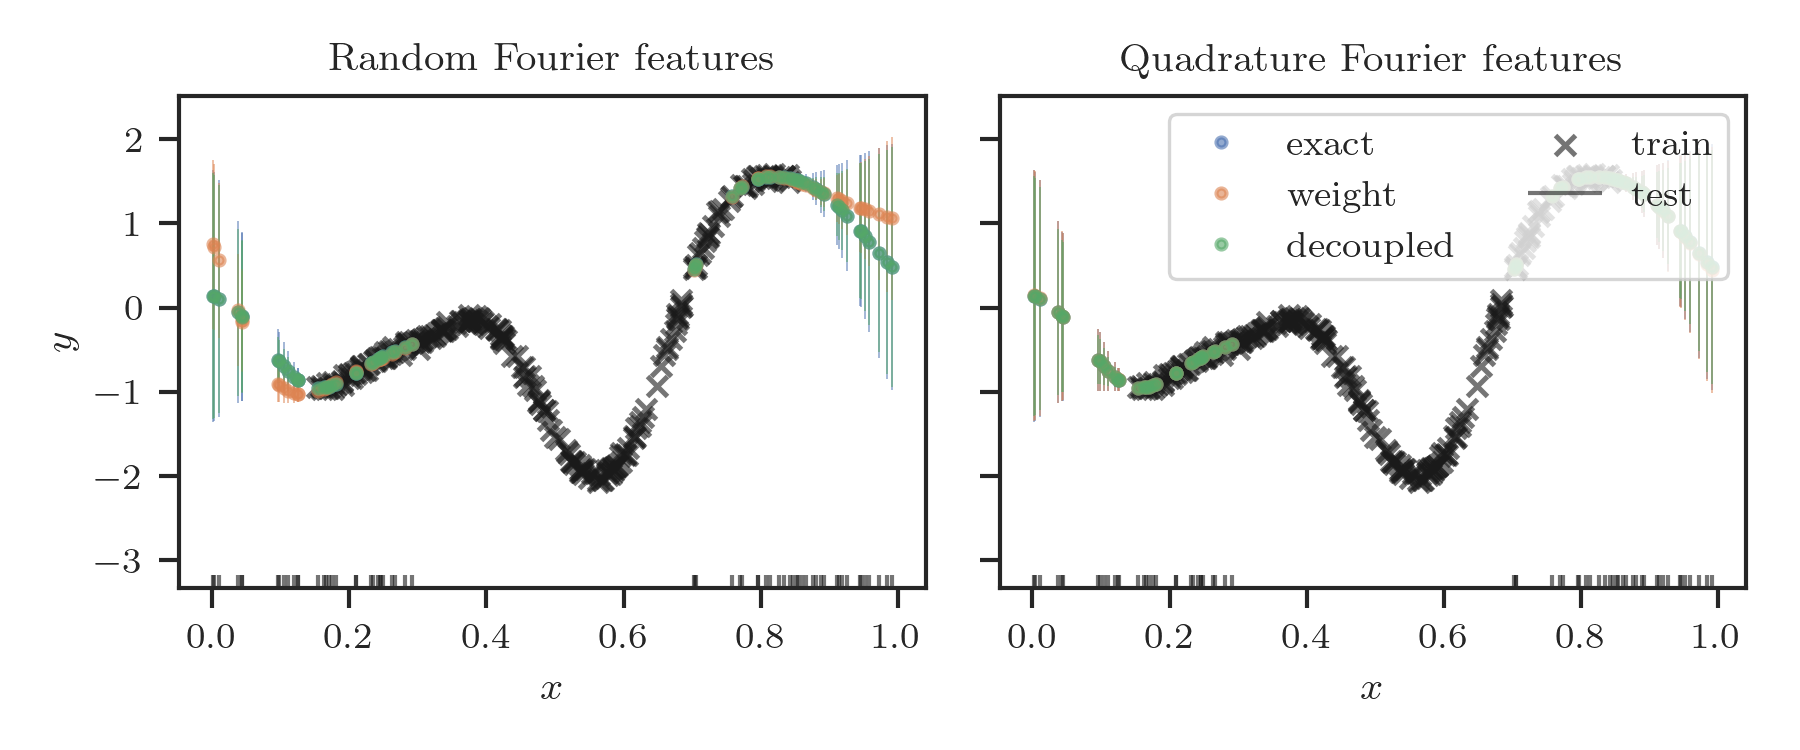 Random Fourier features
Quadrature Fourier features
exact
weight
decoupled
train
test
y
2
1
0
−1
−2
−3
0.0 0.2 0.4 0.6 0.8 1.0
0.0 0.2 0.4 0.6 0.8 1.0
x
x